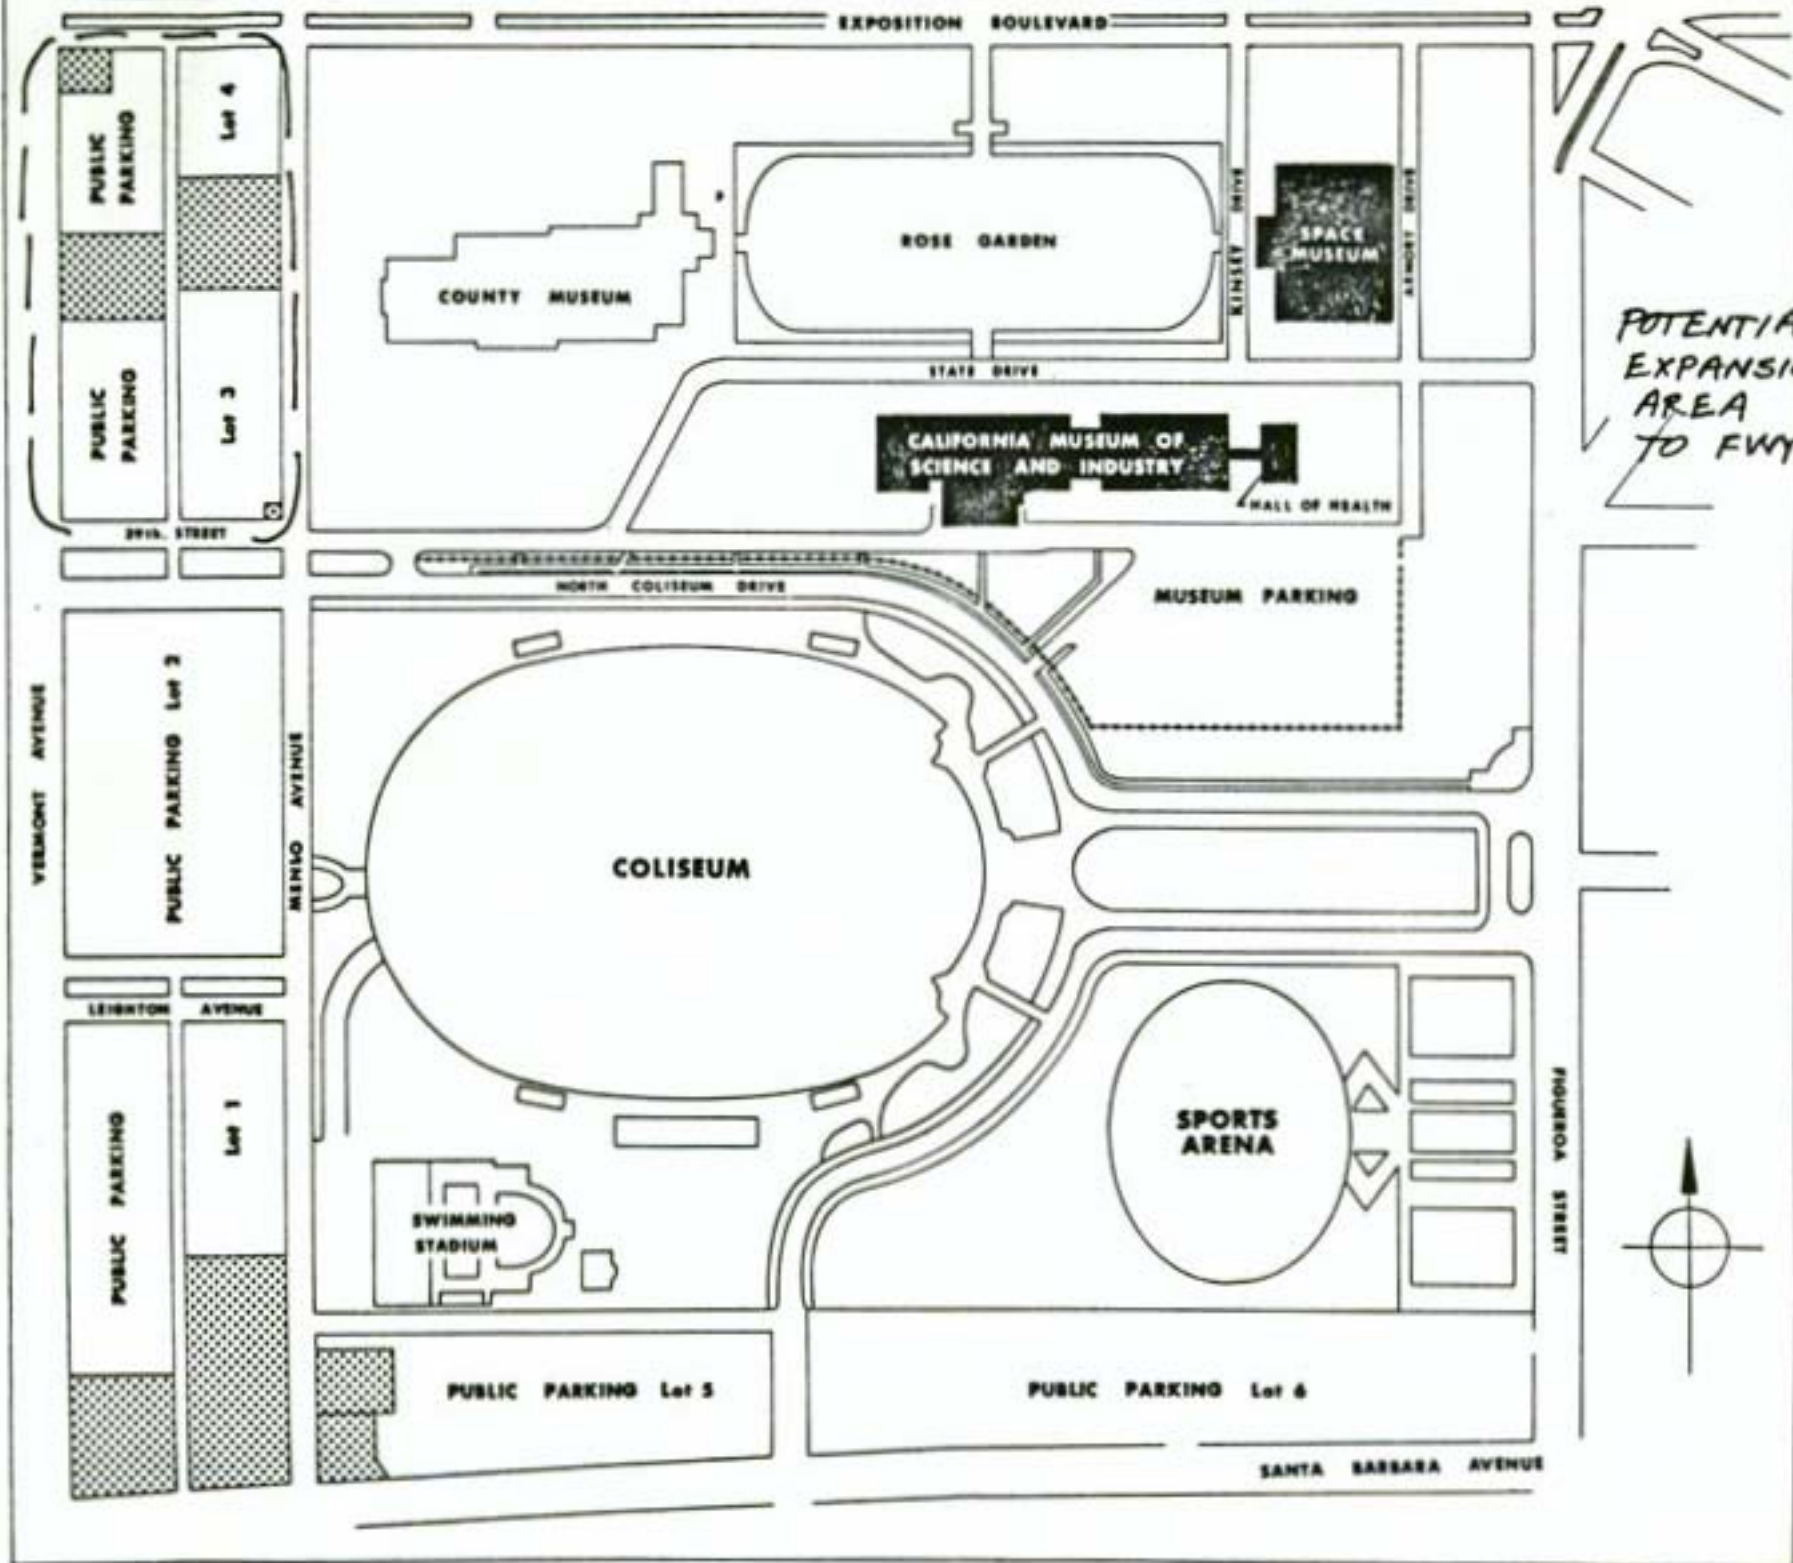 EXPOSITION BOULEVARD
PUBLIC
PARKING
Lot 4
PUBLIC
PARKING
Lot 3
39th. STREET
COUNTY MUSEUM
ROSE GARDEN
KINSEY DRIVE
SPACE
MUSEUM
ARMORY DRIVE
STATE DRIVE
CALIFORNIA MUSEUM OF
SCIENCE AND INDUSTRY
HALL OF HEALTH
POTENTIA
EXPANSI
AREA
TO FWY
NORTH COLISEUM DRIVE
MUSEUM PARKING
VERMONT AVENUE
PUBLIC PARKING Lot 2
MENLO AVENUE
COLISEUM
LEIGHTON AVENUE
PUBLIC PARKING
Lot 1
SWIMMING
STADIUM
SPORTS
ARENA
FIGUEROA STREET
PUBLIC PARKING Lot 5
PUBLIC PARKING Lot 6
SANTA BARBARA AVENUE